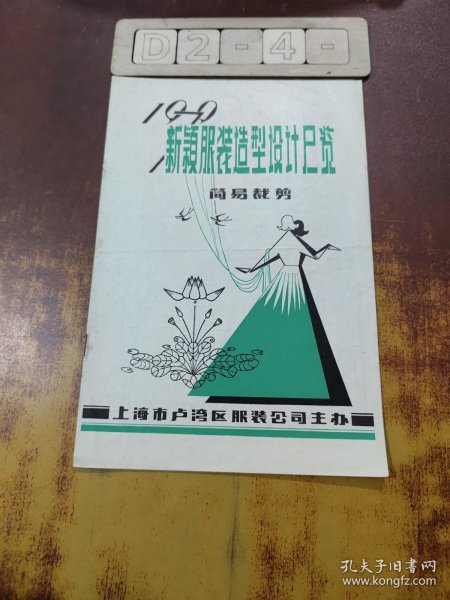 D2-4-
新颖服装造型设计展览
简易裁剪
上海市卢湾区服装公司主办
孔夫子旧书网
www.kongfz.com